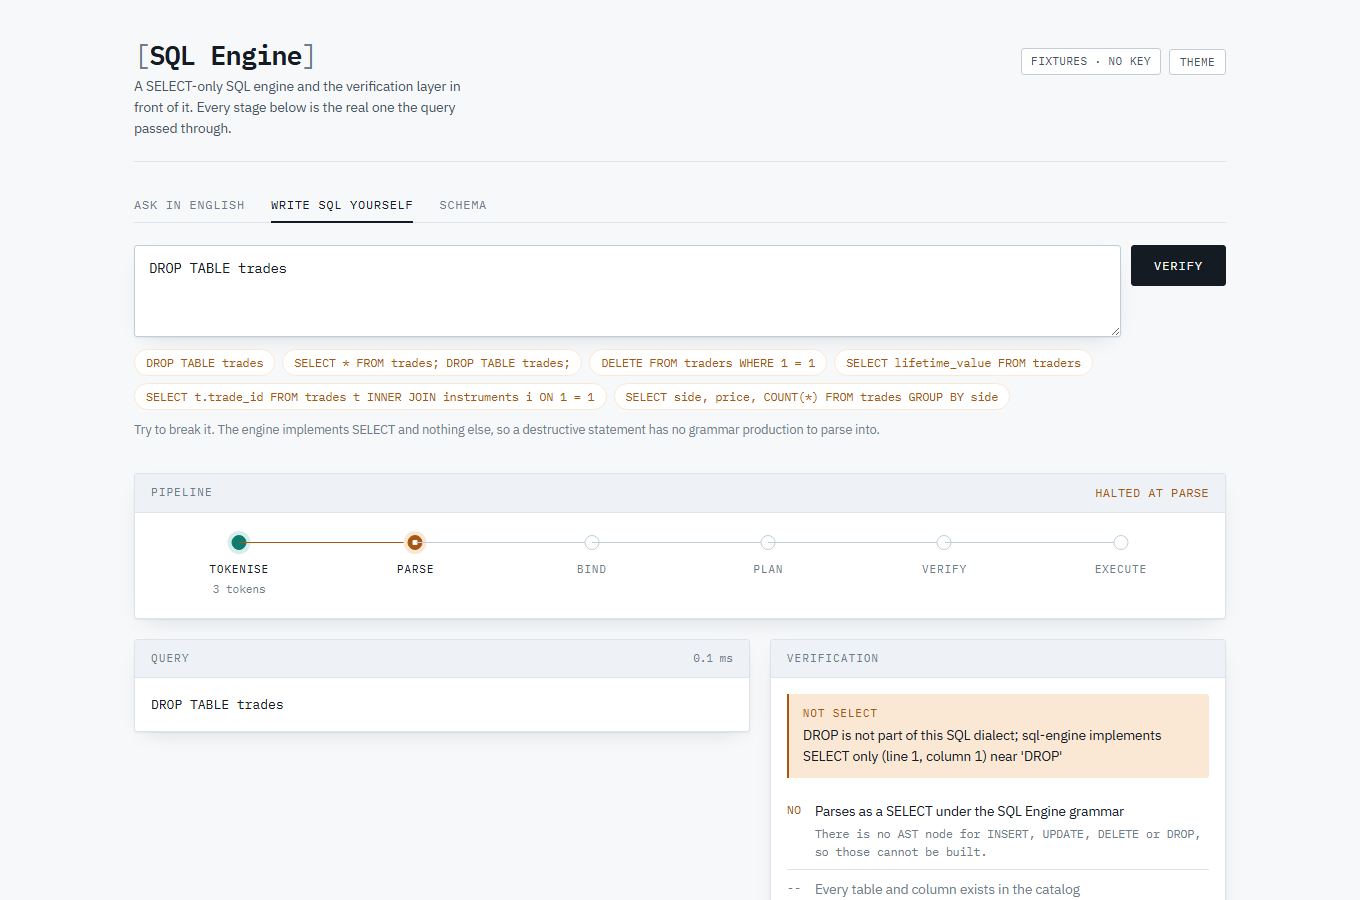 [SQL Engine]
A SELECT-only SQL engine and the verification layer in
front of it. Every stage below is the real one the query
passed through.
FIXTURES · NO KEY
THEME
ASK IN ENGLISH
WRITE SQL YOURSELF
SCHEMA
DROP TABLE trades
VERIFY
DROP TABLE trades
SELECT * FROM trades; DROP TABLE trades;
DELETE FROM traders WHERE 1 = 1
SELECT lifetime_value FROM traders
SELECT t.trade_id FROM trades t INNER JOIN instruments i ON 1 = 1
SELECT side, price, COUNT(*) FROM trades GROUP BY side
Try to break it. The engine implements SELECT and nothing else, so a destructive statement has no grammar production to parse into.
PIPELINE
HALTED AT PARSE
TOKENISE
PARSE
BIND
PLAN
VERIFY
EXECUTE
3 tokens
QUERY
0.1 ms
DROP TABLE trades
VERIFICATION
NOT SELECT
DROP is not part of this SQL dialect; sql-engine implements
SELECT only (line 1, column 1) near 'DROP'
NO
Parses as a SELECT under the SQL Engine grammar
There is no AST node for INSERT, UPDATE, DELETE or DROP,
so those cannot be built.
--
Every table and column exists in the catalog